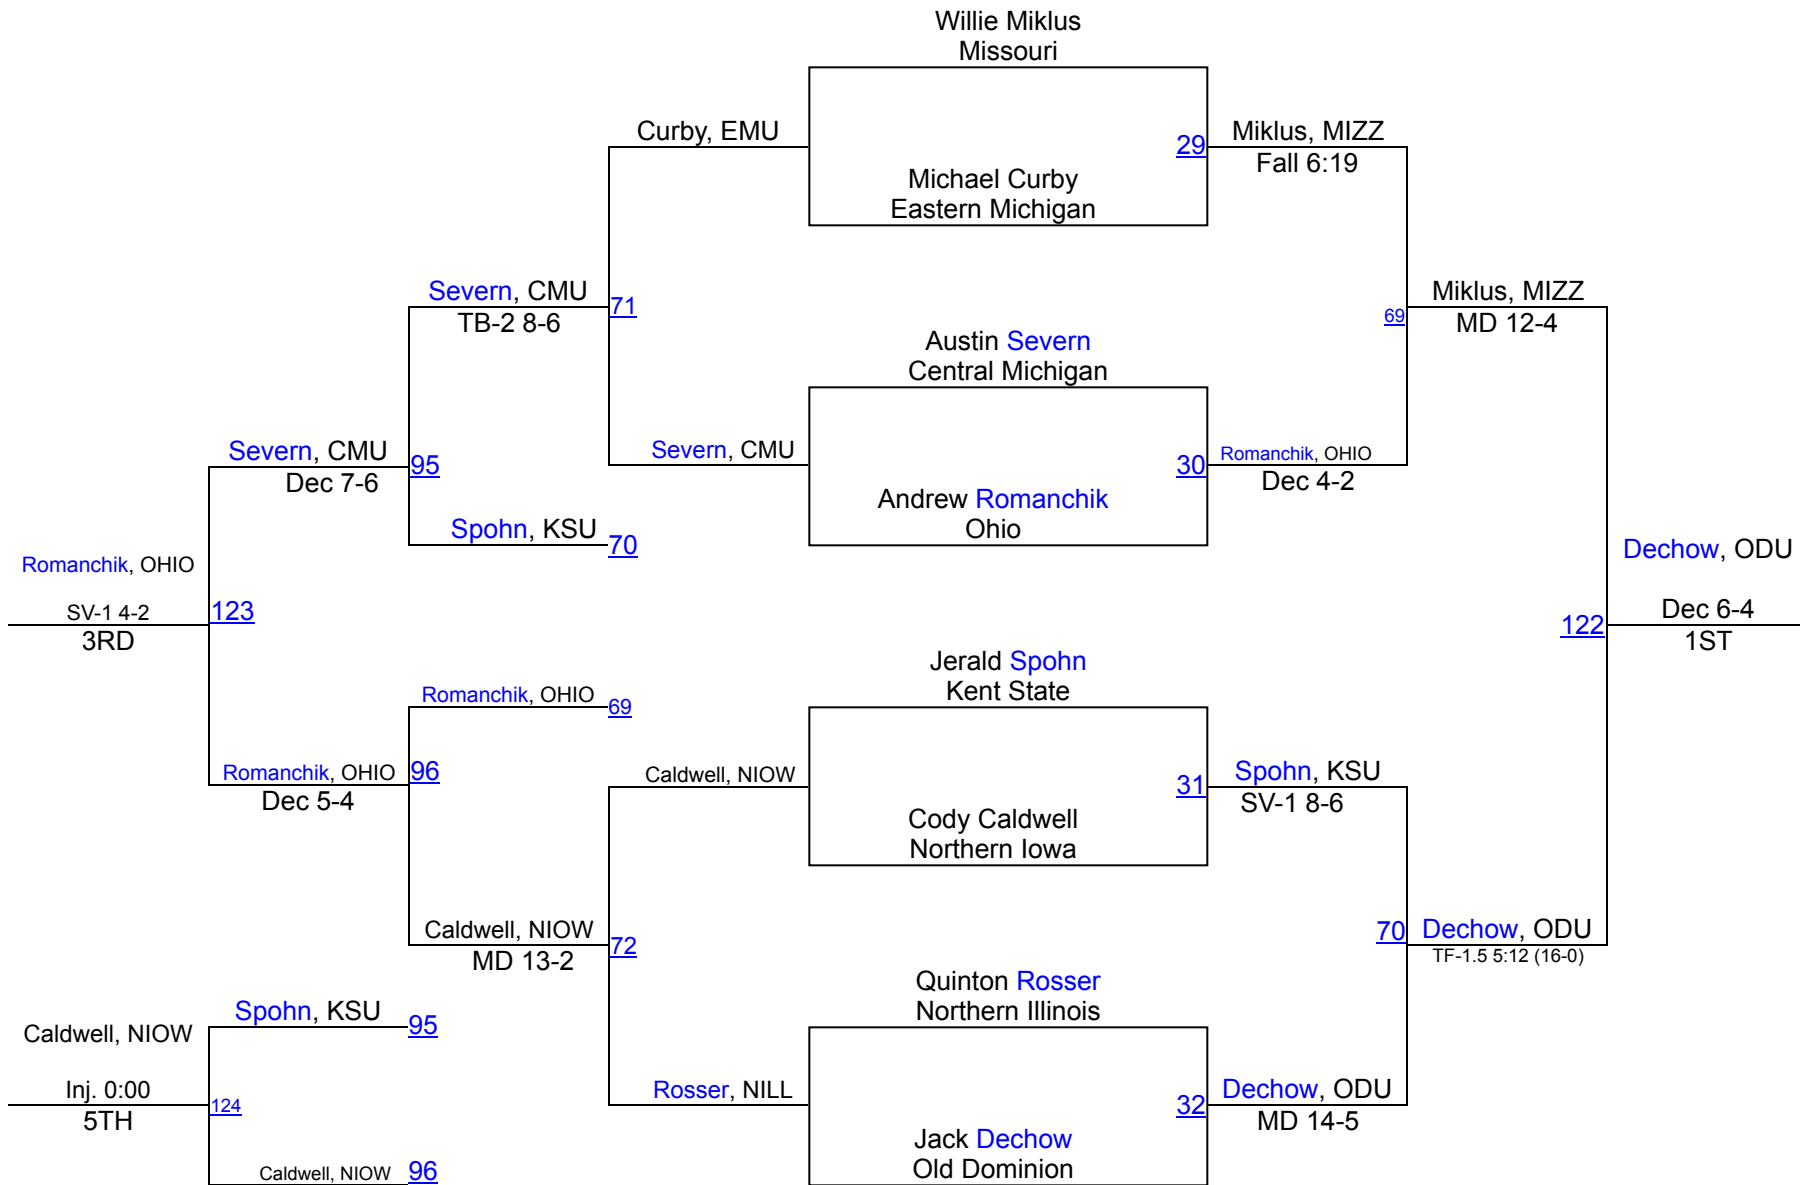 Willie Miklus
Missouri
Curby, EMU
29
Miklus, MIZZ
Fall 6:19
Michael Curby
Eastern Michigan
Severn, CMU
TB-2 8-6
71
69
Miklus, MIZZ
MD 12-4
Austin Severn
Central Michigan
Severn, CMU
Dec 7-6
95
Severn, CMU
30
Romanchik, OHIO
Dec 4-2
Andrew Romanchik
Ohio
Spohn, KSU
70
Romanchik, OHIO
SV-1 4-2
3RD
123
Dechow, ODU
122
Dec 6-4
1ST
Jerald Spohn
Kent State
Romanchik, OHIO
69
Romanchik, OHIO
Dec 5-4
96
Caldwell, NIOW
31
Spohn, KSU
SV-1 8-6
Cody Caldwell
Northern Iowa
Caldwell, NIOW
MD 13-2
72
70
Dechow, ODU
TF-1.5 5:12 (16-0)
Quinton Rosser
Northern Illinois
Spohn, KSU
95
Caldwell, NIOW
Inj. 0:00
5TH
124
Rosser, NILL
32
Dechow, ODU
MD 14-5
Jack Dechow
Old Dominion
Caldwell, NIOW
96